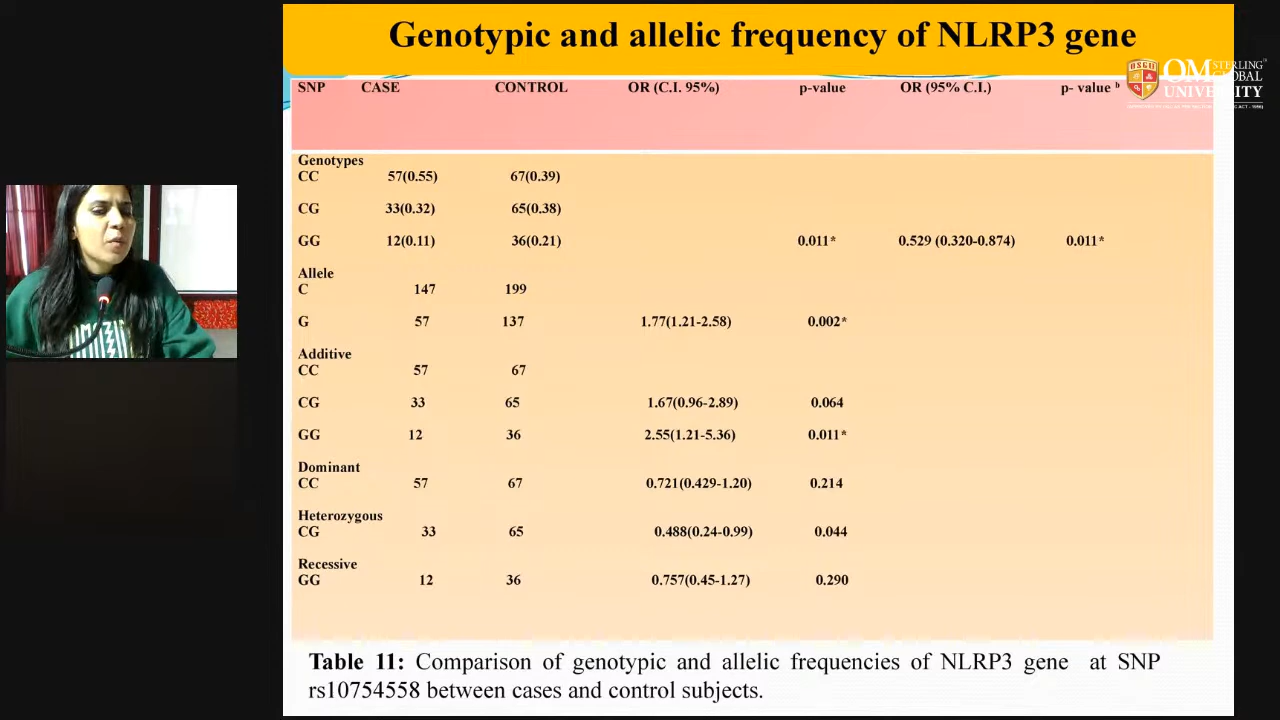 Genotypic and allelic frequency of NLRP3 gene
OSGU OM STERLING GLOBAL UNIVERSITY
SNP CASE CONTROL OR (C.I. 95%) p-value OR (95% C.I.) p- value ᵇ
Genotypes
CC 57(0.55) 67(0.39)
CG 33(0.32) 65(0.38)
GG 12(0.11) 36(0.21) 0.011* 0.529 (0.320-0.874) 0.011*
Allele
C 147 199
G 57 137 1.77(1.21-2.58) 0.002*
Additive
CC 57 67
CG 33 65 1.67(0.96-2.89) 0.064
GG 12 36 2.55(1.21-5.36) 0.011*
Dominant
CC 57 67 0.721(0.429-1.20) 0.214
Heterozygous
CG 33 65 0.488(0.24-0.99) 0.044
Recessive
GG 12 36 0.757(0.45-1.27) 0.290
Table 11: Comparison of genotypic and allelic frequencies of NLRP3 gene at SNP
rs10754558 between cases and control subjects.